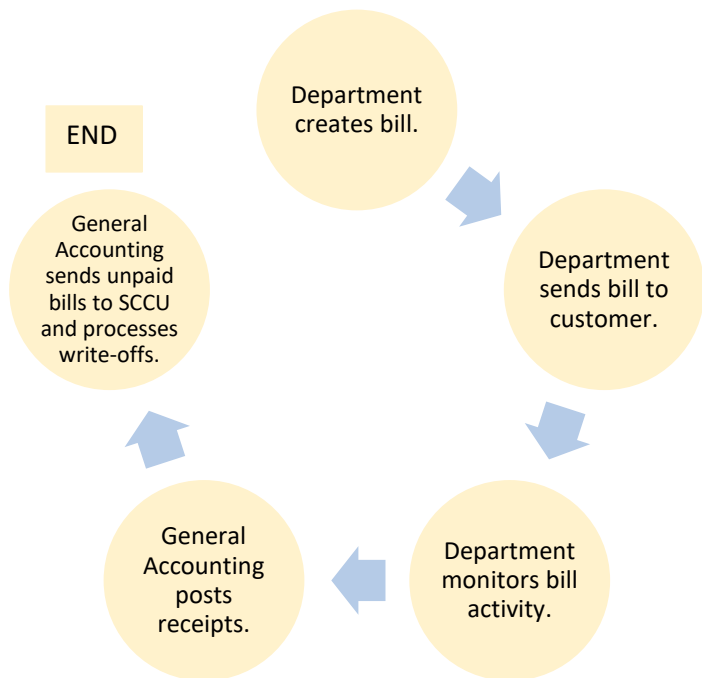 Department
creates bill.
Department
sends bill to
customer.
Department
monitors bill
activity.
General
Accounting
posts
receipts.
General
Accounting
sends unpaid
bills to SCCU
and processes
write-offs.
END